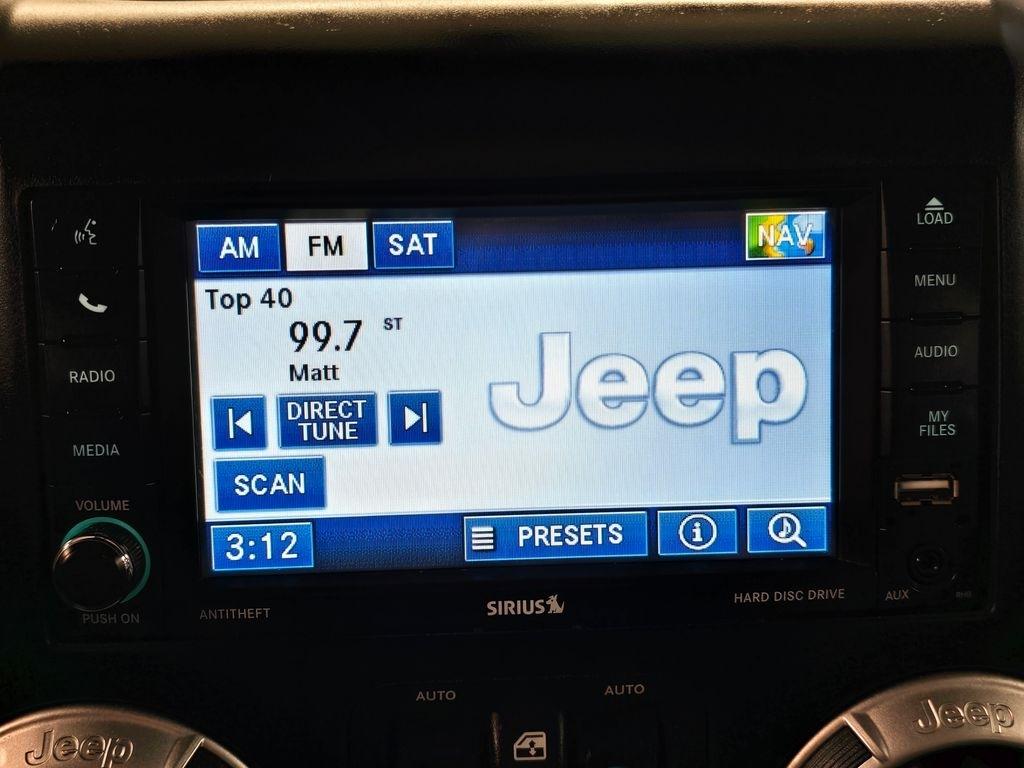 AM FM SAT NAV
LOAD
MENU
Top 40
99.7 ST
Matt
Jeep
RADIO
AUDIO
DIRECT
TUNE
MY
FILES
MEDIA
SCAN
VOLUME
3:12 PRESETS
PUSH ON
ANTITHEFT
SIRIUS
HARD DISC DRIVE
AUX
RHB
AUTO AUTO
Jeep
Jeep